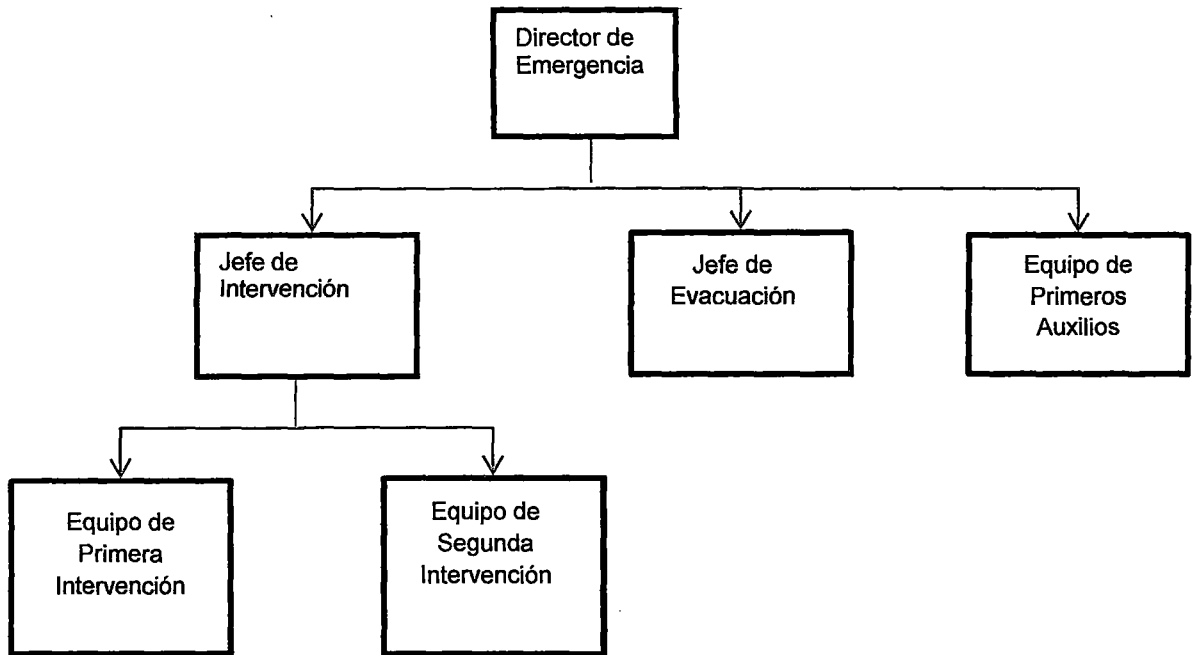 Director de
Emergencia
Jefe de
Intervención
Jefe de
Evacuación
Equipo de
Primeros
Auxilios
Equipo de
Primera
Intervención
Equipo de
Segunda
Intervención